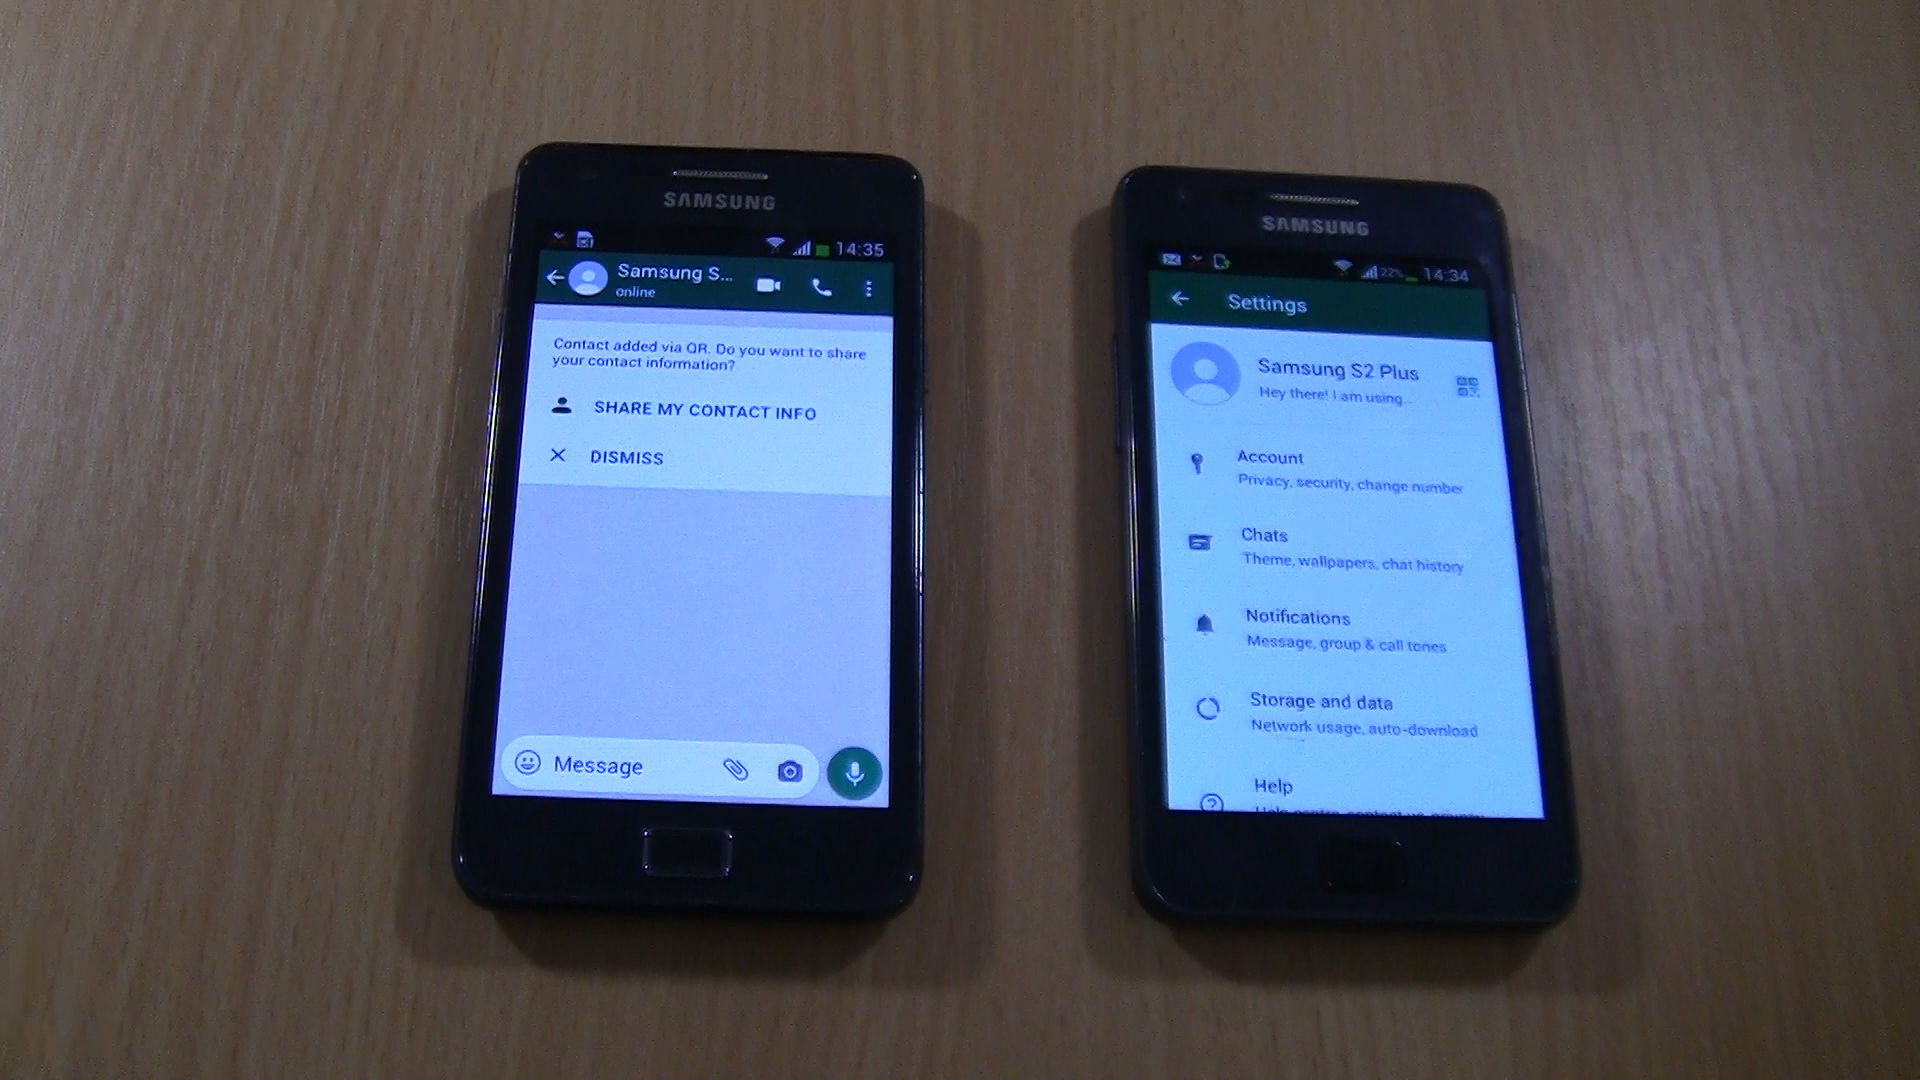 SAMSUNG
14:35
Samsung S...
online
Contact added via QR. Do you want to share
your contact information?
SHARE MY CONTACT INFO
DISMISS
Message
SAMSUNG
22% 14:34
Settings
Samsung S2 Plus
Hey there! I am using...
Account
Privacy, security, change number
Chats
Theme, wallpapers, chat history
Notifications
Message, group & call tones
Storage and data
Network usage, auto-download
Help